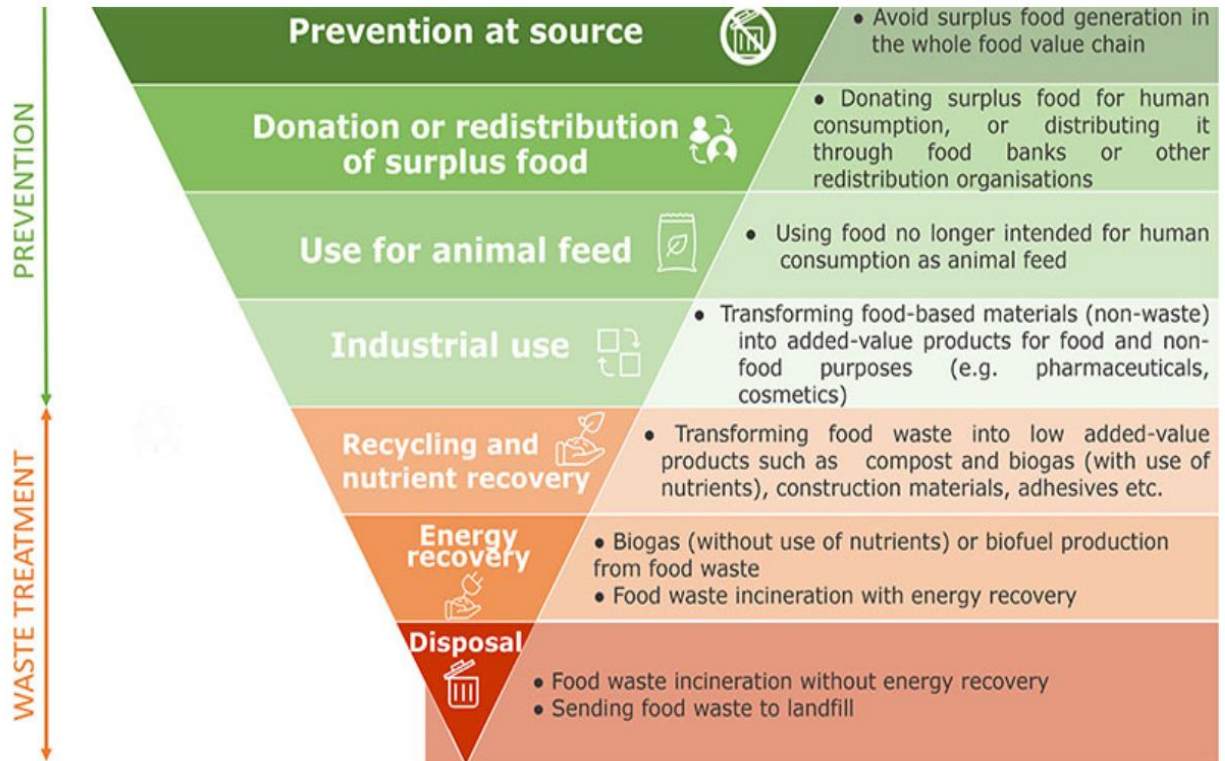 PREVENTION
WASTE TREATMENT
Prevention at source
● Avoid surplus food generation in
the whole food value chain
Donation or redistribution
of surplus food
● Donating surplus food for human
consumption, or distributing it
through food banks or other
redistribution organisations
Use for animal feed
● Using food no longer intended for human
consumption as animal feed
Industrial use
● Transforming food-based materials (non-waste)
into added-value products for food and non-
food purposes (e.g. pharmaceuticals,
cosmetics)
Recycling and
nutrient recovery
● Transforming food waste into low added-value
products such as compost and biogas (with use of
nutrients), construction materials, adhesives etc.
Energy
recovery
● Biogas (without use of nutrients) or biofuel production
from food waste
● Food waste incineration with energy recovery
Disposal
● Food waste incineration without energy recovery
● Sending food waste to landfill